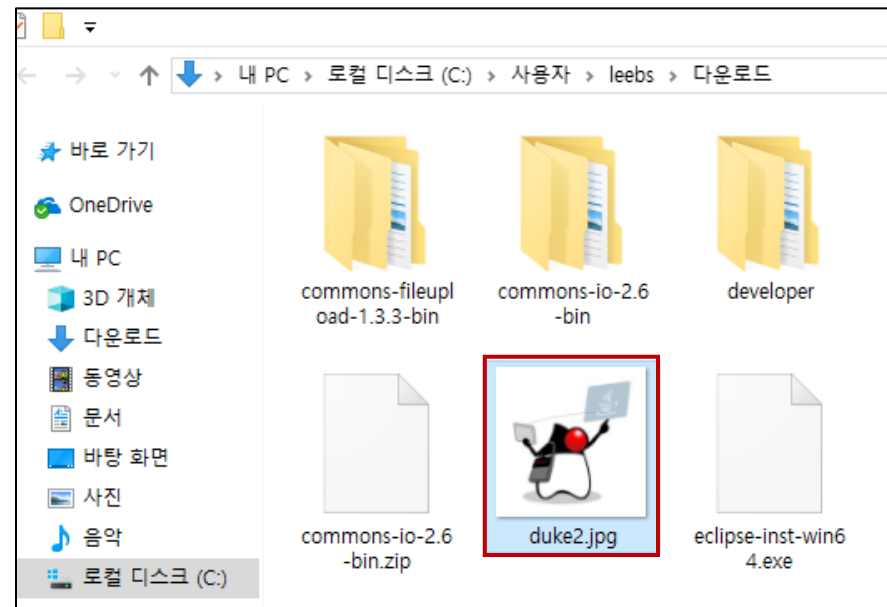 내 PC > 로컬 디스크 (C:) > 사용자 > leebs > 다운로드
바로 가기
OneDrive
내 PC
3D 개체
다운로드
동영상
문서
바탕 화면
사진
음악
로컬 디스크 (C:)
commons-fileupl
oad-1.3.3-bin
commons-io-2.6
-bin
developer
commons-io-2.6
-bin.zip
duke2.jpg
eclipse-inst-win6
4.exe